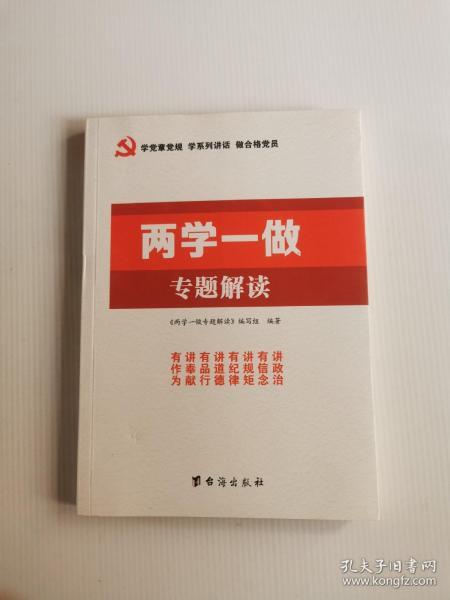 学党章党规 学系列讲话 做合格党员
两学一做
专题解读
《两学一做专题解读》编写组 编著
有讲有讲有讲有讲
作奉品道纪规信政
为献行德律矩念治
台海出版社
孔夫子旧书网
www.kongfz.com